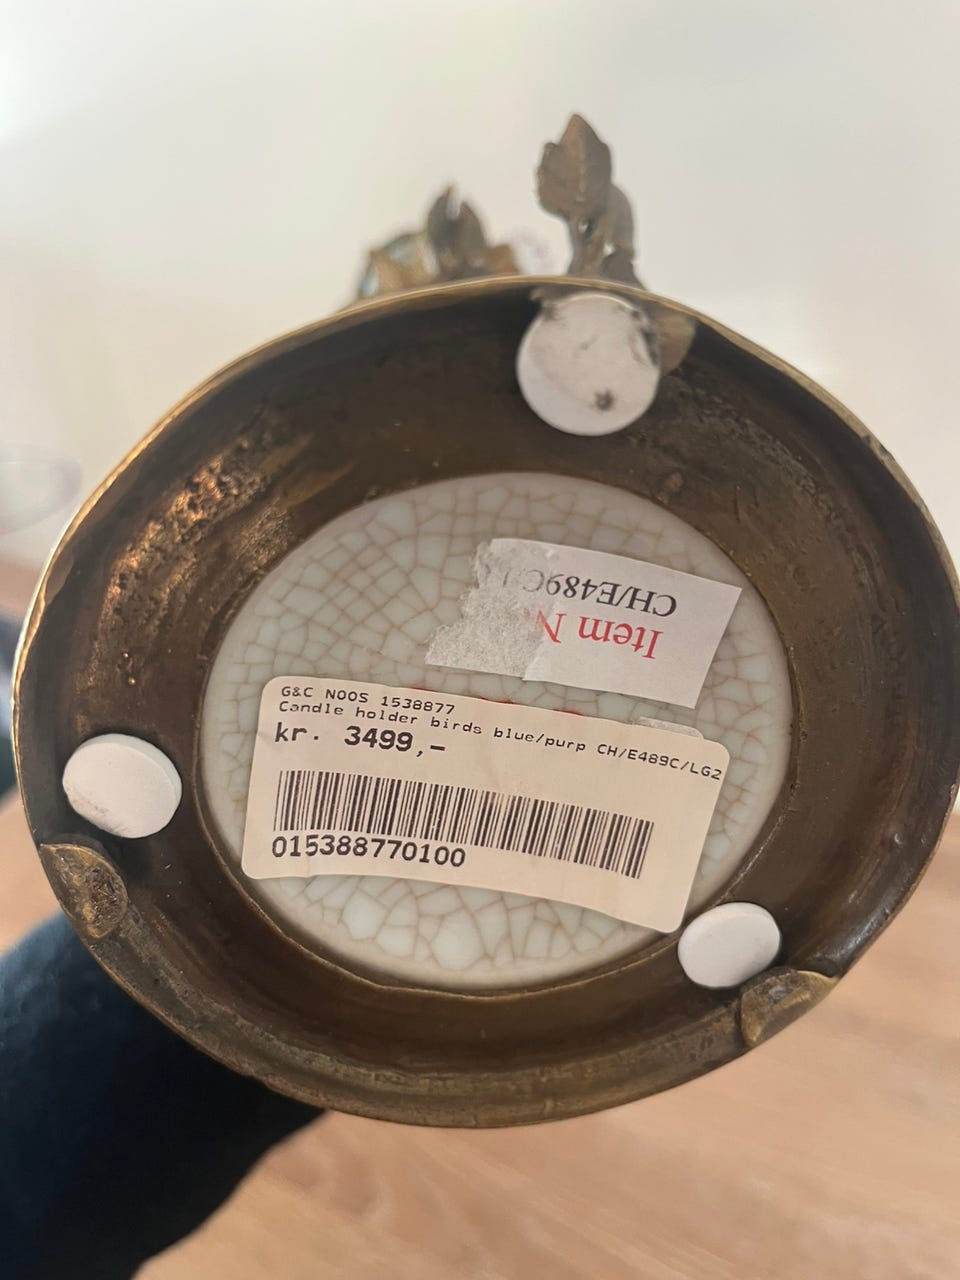 Item N
CH/E489C
G&C NOOS 1538877
Candle holder birds blue/purp CH/E489C/LG2
kr. 3499,-
015388770100